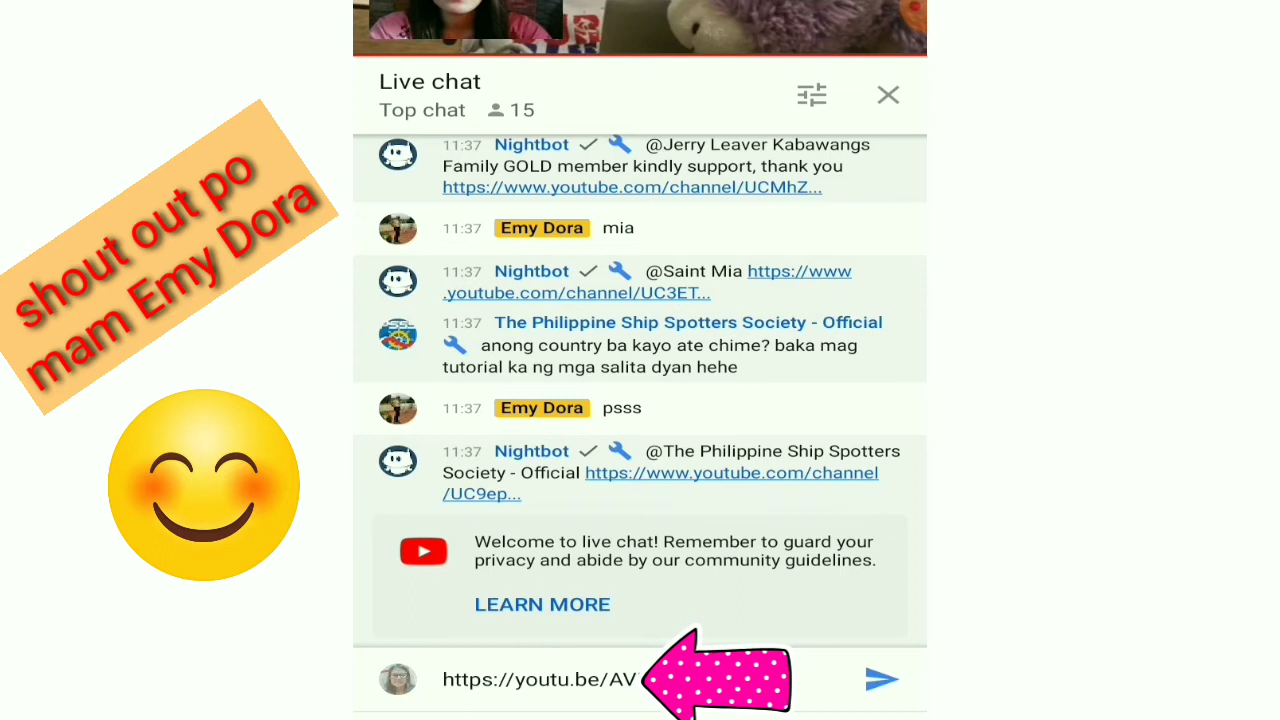 Live chat
Top chat 15
11:37 Nightbot @Jerry Leaver Kabawangs
Family GOLD member kindly support, thank you
https://www.youtube.com/channel/UCMhZ...
11:37 Emy Dora mia
11:37 Nightbot @Saint Mia https://www
.youtube.com/channel/UC3ET...
11:37 The Philippine Ship Spotters Society - Official
anong country ba kayo ate chime? baka mag
tutorial ka ng mga salita dyan hehe
11:37 Emy Dora psss
11:37 Nightbot @The Philippine Ship Spotters
Society - Official https://www.youtube.com/channel
/UC9ep...
Welcome to live chat! Remember to guard your
privacy and abide by our community guidelines.
LEARN MORE
https://youtu.be/AV
shout out po
mam Emy Dora